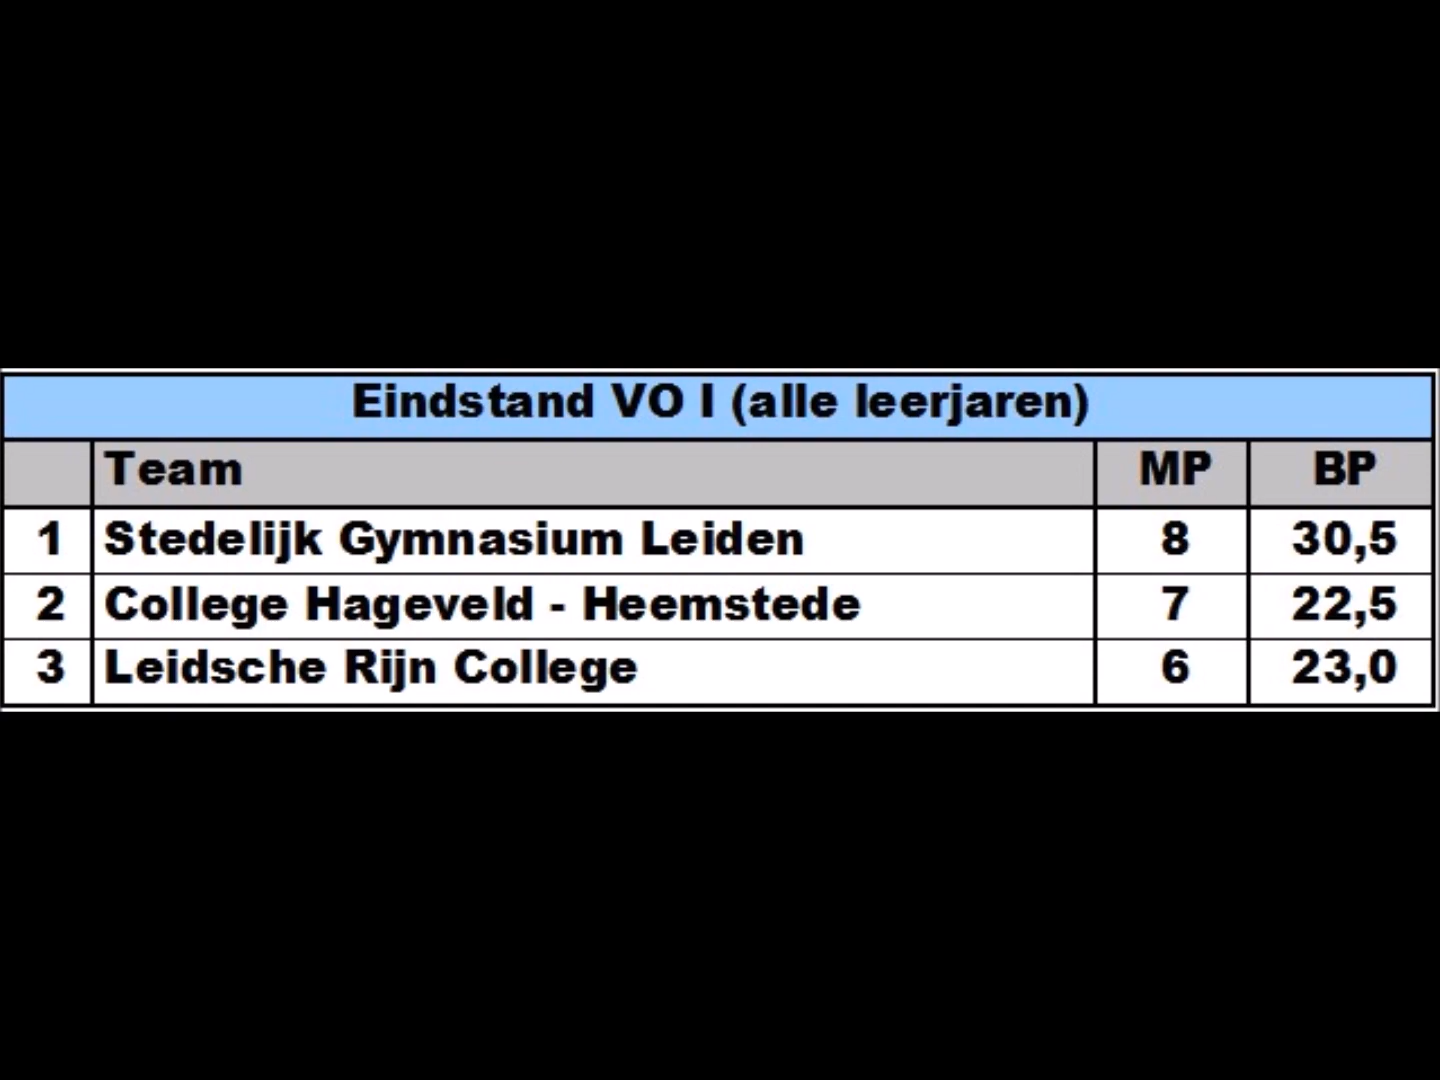 Eindstand VO I (alle leerjaren)
Team MP BP
1 Stedelijk Gymnasium Leiden 8 30,5
2 College Hageveld - Heemstede 7 22,5
3 Leidsche Rijn College 6 23,0